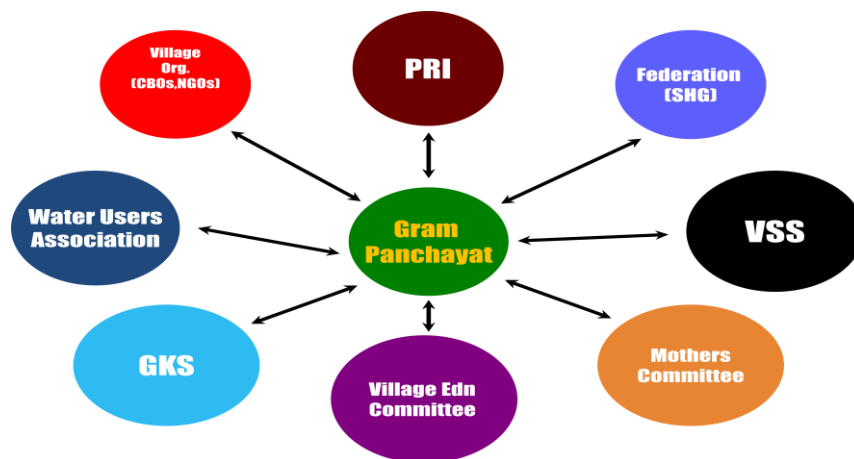 Village
Org.
(CBOs,NGOs)
PRI
Federation
(SHG)
Water Users
Association
Gram
Panchayat
VSS
GKS
Village Edn
Committee
Mothers
Committee